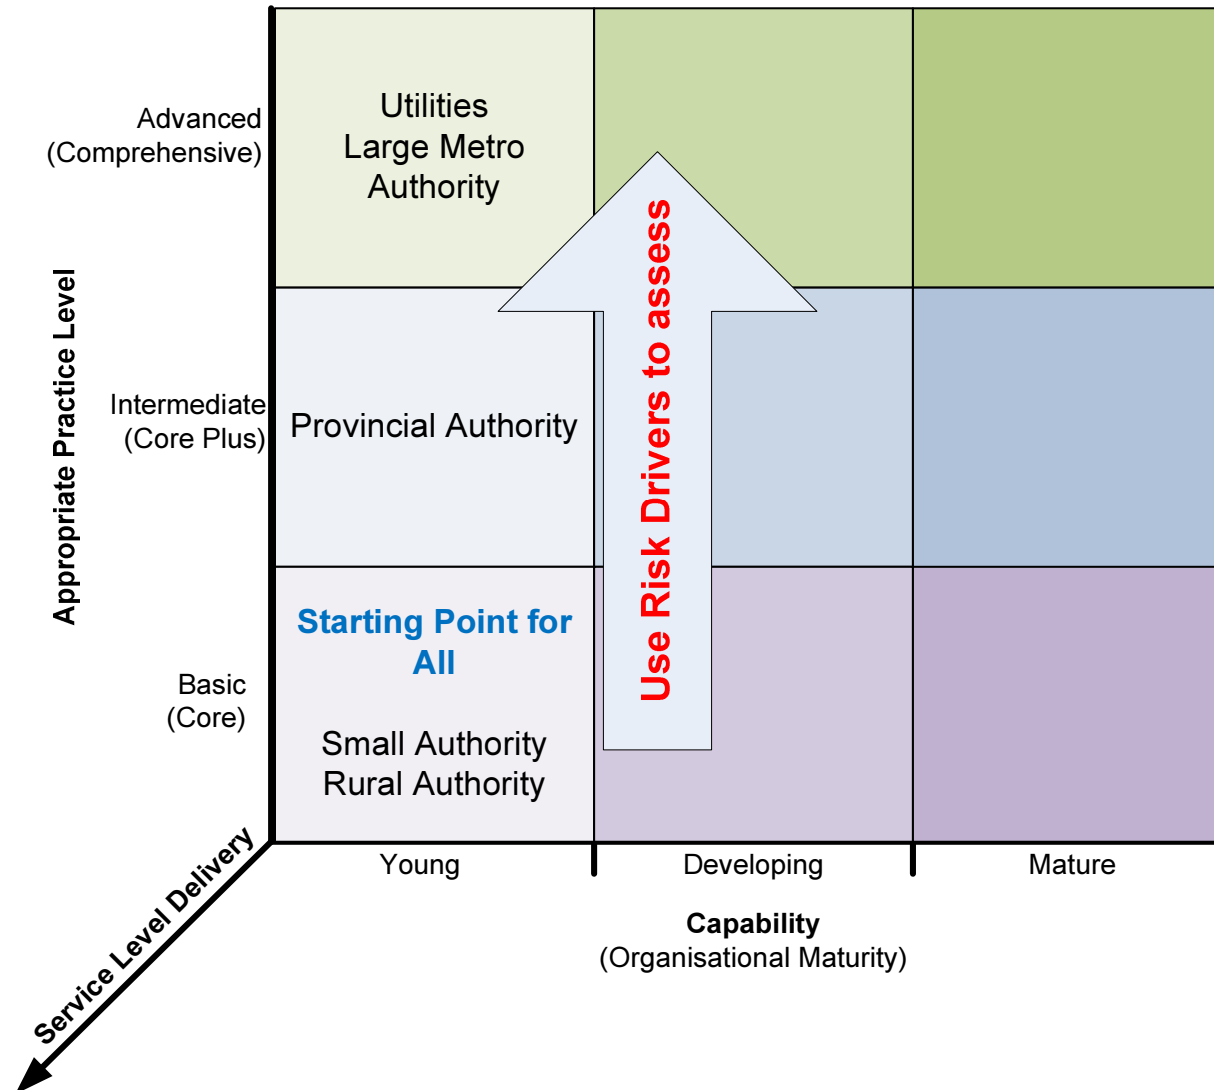 Advanced
(Comprehensive)
Utilities
Large Metro
Authority
Appropriate Practice Level
Intermediate
(Core Plus)
Provincial Authority
Use Risk Drivers to assess
Basic
(Core)
Starting Point for
All
Small Authority
Rural Authority
Young
Developing
Mature
Capability
(Organisational Maturity)
Service Level Delivery